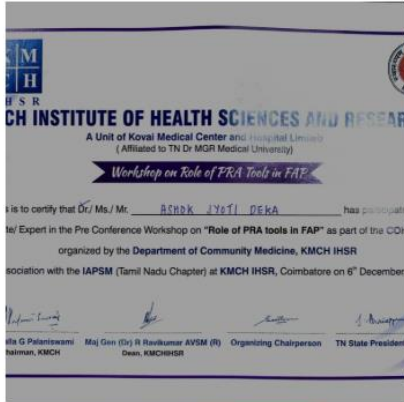 K M
C H
H S R
CH INSTITUTE OF HEALTH SCIENCES AND RESEAR
A Unit of Kovai Medical Center and Hospital Limited
( Affiliated to TN Dr MGR Medical University)
Workshop on Role of PRA Tools in FAP
s is to certify that Dr./ Ms./ Mr. ASHOK JYOTI DEKA has participat
te/ Expert in the Pre Conference Workshop on "Role of PRA tools in FAP" as part of the CO
organized by the Department of Community Medicine, KMCH IHSR
sociation with the IAPSM (Tamil Nadu Chapter) at KMCH IHSR, Coimbatore on 6th December
G Palaniswami Maj Gen (Dr) R Ravikumar AVSM (R) Organizing Chairperson TN State President
hairman, KMCH Dean, KMCHIHSR